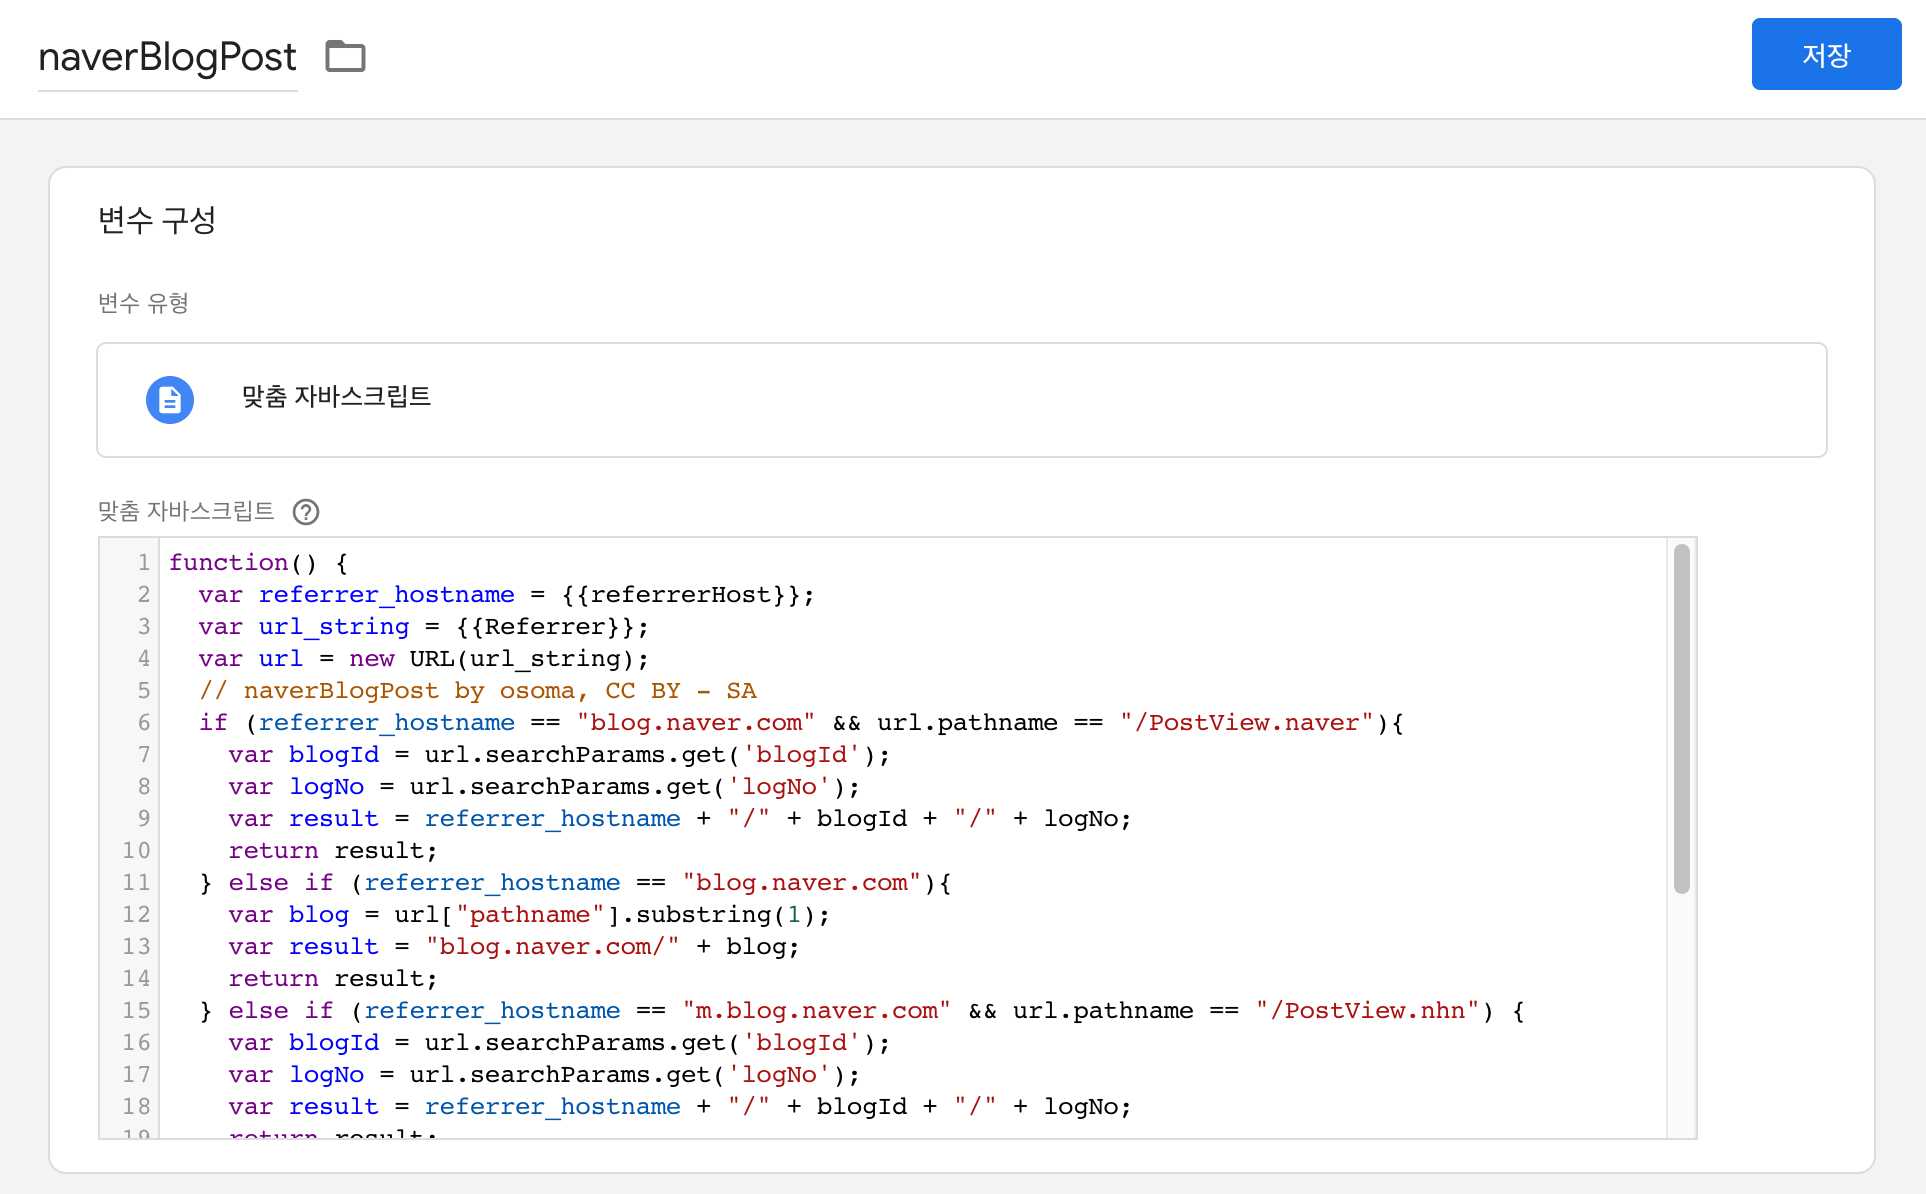 naverBlogPost
저장
변수 구성
변수 유형
맞춤 자바스크립트
맞춤 자바스크립트 ?
1 function() {
2   var referrer_hostname = {{referrerHost}};
3   var url_string = {{Referrer}};
4   var url = new URL(url_string);
5   // naverBlogPost by osoma, CC BY - SA
6   if (referrer_hostname == "blog.naver.com" && url.pathname == "/PostView.naver"){
7     var blogId = url.searchParams.get('blogId');
8     var logNo = url.searchParams.get('logNo');
9     var result = referrer_hostname + "/" + blogId + "/" + logNo;
10     return result;
11   } else if (referrer_hostname == "blog.naver.com"){
12     var blog = url["pathname"].substring(1);
13     var result = "blog.naver.com/" + blog;
14     return result;
15   } else if (referrer_hostname == "m.blog.naver.com" && url.pathname == "/PostView.nhn") {
16     var blogId = url.searchParams.get('blogId');
17     var logNo = url.searchParams.get('logNo');
18     var result = referrer_hostname + "/" + blogId + "/" + logNo;
19     return result;